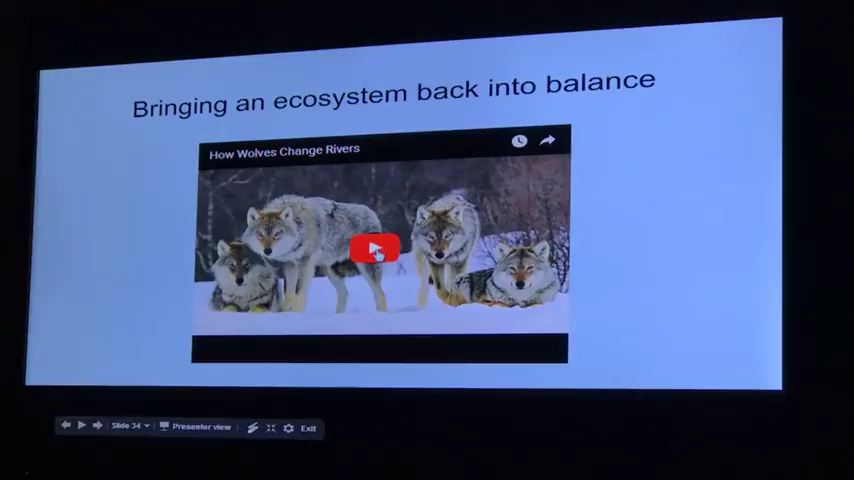 Bringing an ecosystem back into balance
How Wolves Change Rivers
Slide 34
Presenter view
Exit